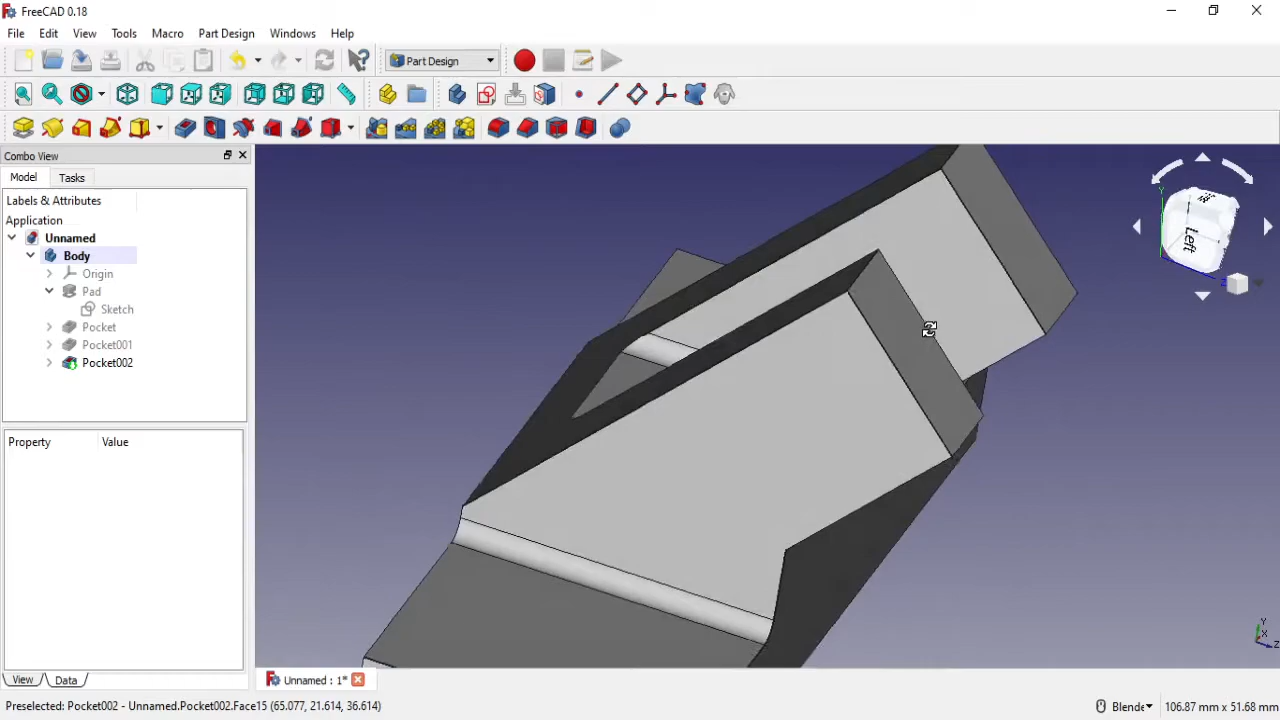 FreeCAD 0.18
File Edit View Tools Macro Part Design Windows Help
Part Design
Combo View
Model Tasks
Labels & Attributes
Application
Unnamed
Body
Origin
Pad
Sketch
Pocket
Pocket001
Pocket002
Property Value
Left
Y
Z
Y
X
Z
View Data
Unnamed : 1*
Preselected: Pocket002 - Unnamed.Pocket002.Face15 (65.077, 21.614, 36.614)
Blende
106.87 mm x 51.68 mm